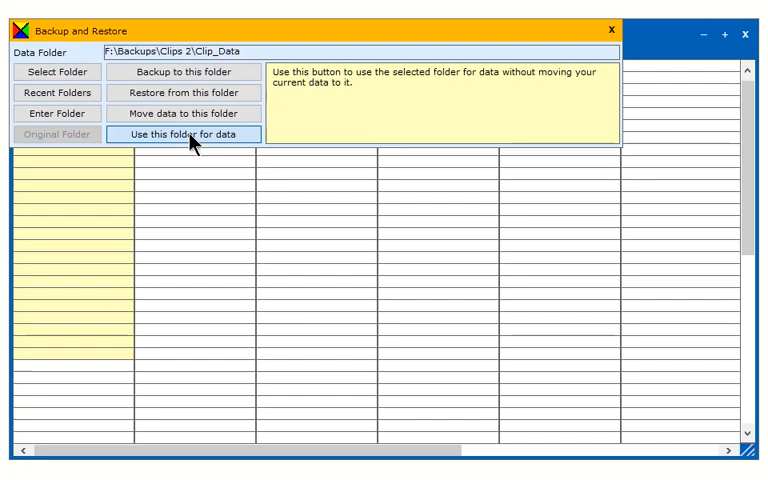 Backup and Restore
X
Data Folder
F:\Backups\Clips 2\Clip_Data
Select Folder
Backup to this folder
Recent Folders
Restore from this folder
Enter Folder
Move data to this folder
Original Folder
Use this folder for data
Use this button to use the selected folder for data without moving your
current data to it.